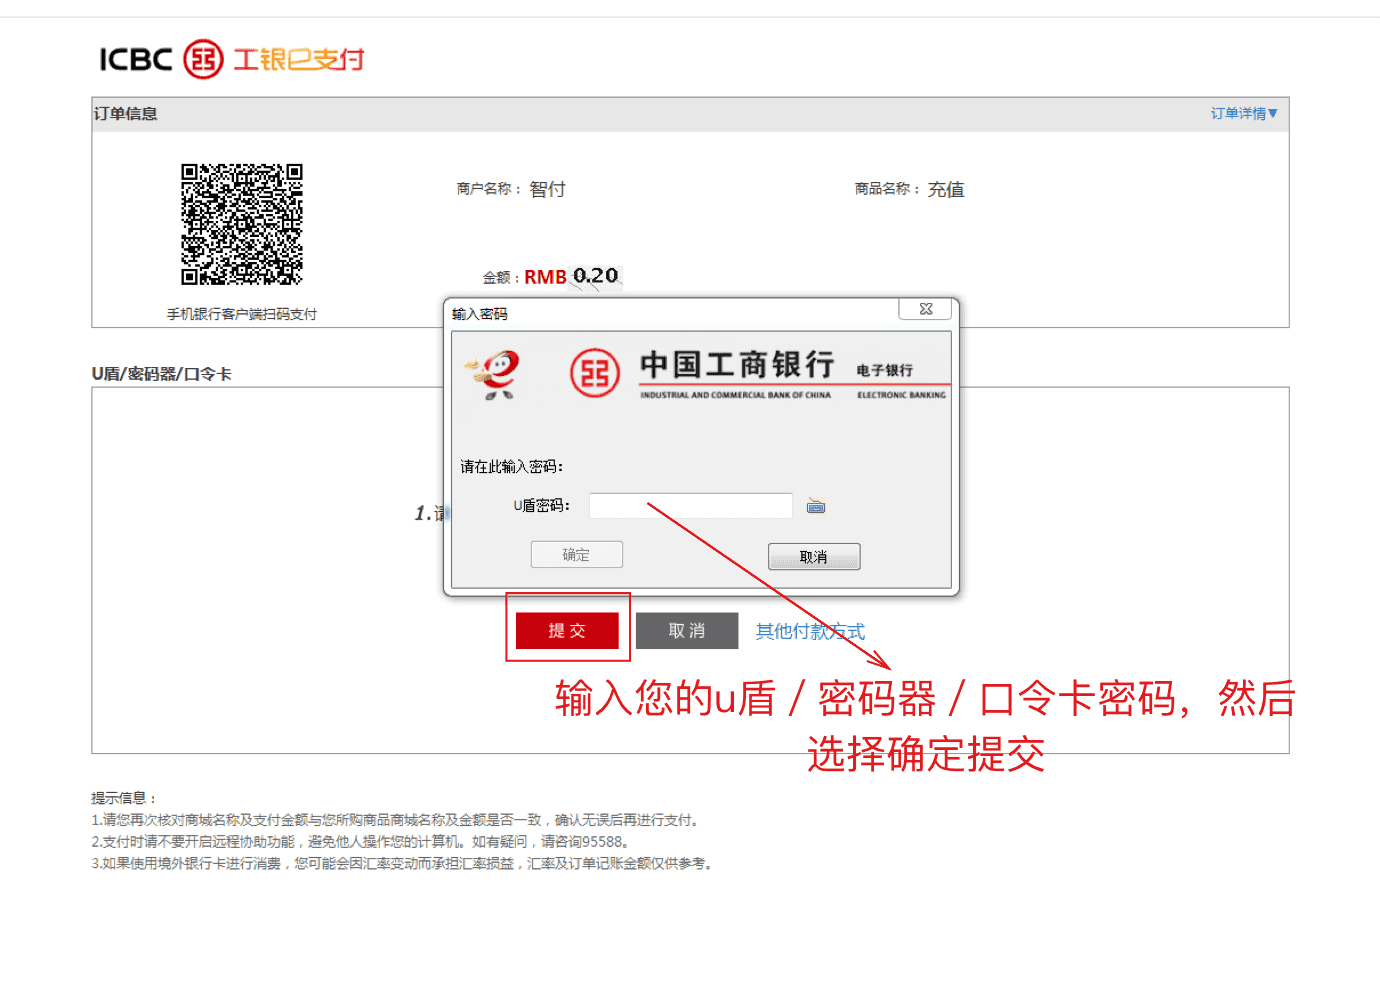 ICBC 工银e支付
订单信息
订单详情▼
商户名称： 智付
商品名称： 充值
金额：RMB 0.20
手机银行客户端扫码支付
输入密码
中国工商银行 电子银行
INDUSTRIAL AND COMMERCIAL BANK OF CHINA ELECTRONIC BANKING
U盾/密码器/口令卡
请在此输入密码：
U盾密码：
1.请
确定
取消
提 交
取 消
其他付款方式
输入您的u盾 / 密码器 / 口令卡密码，然后
选择确定提交
提示信息：
1.请您再次核对商城名称及支付金额与您所购商品商城名称及金额是否一致，确认无误后再进行支付。
2.支付时请不要开启远程协助功能，避免他人操作您的计算机。如有疑问，请咨询95588。
3.如果使用境外银行卡进行消费，您可能会因汇率变动而承担汇率损益，汇率及订单记账金额仅供参考。